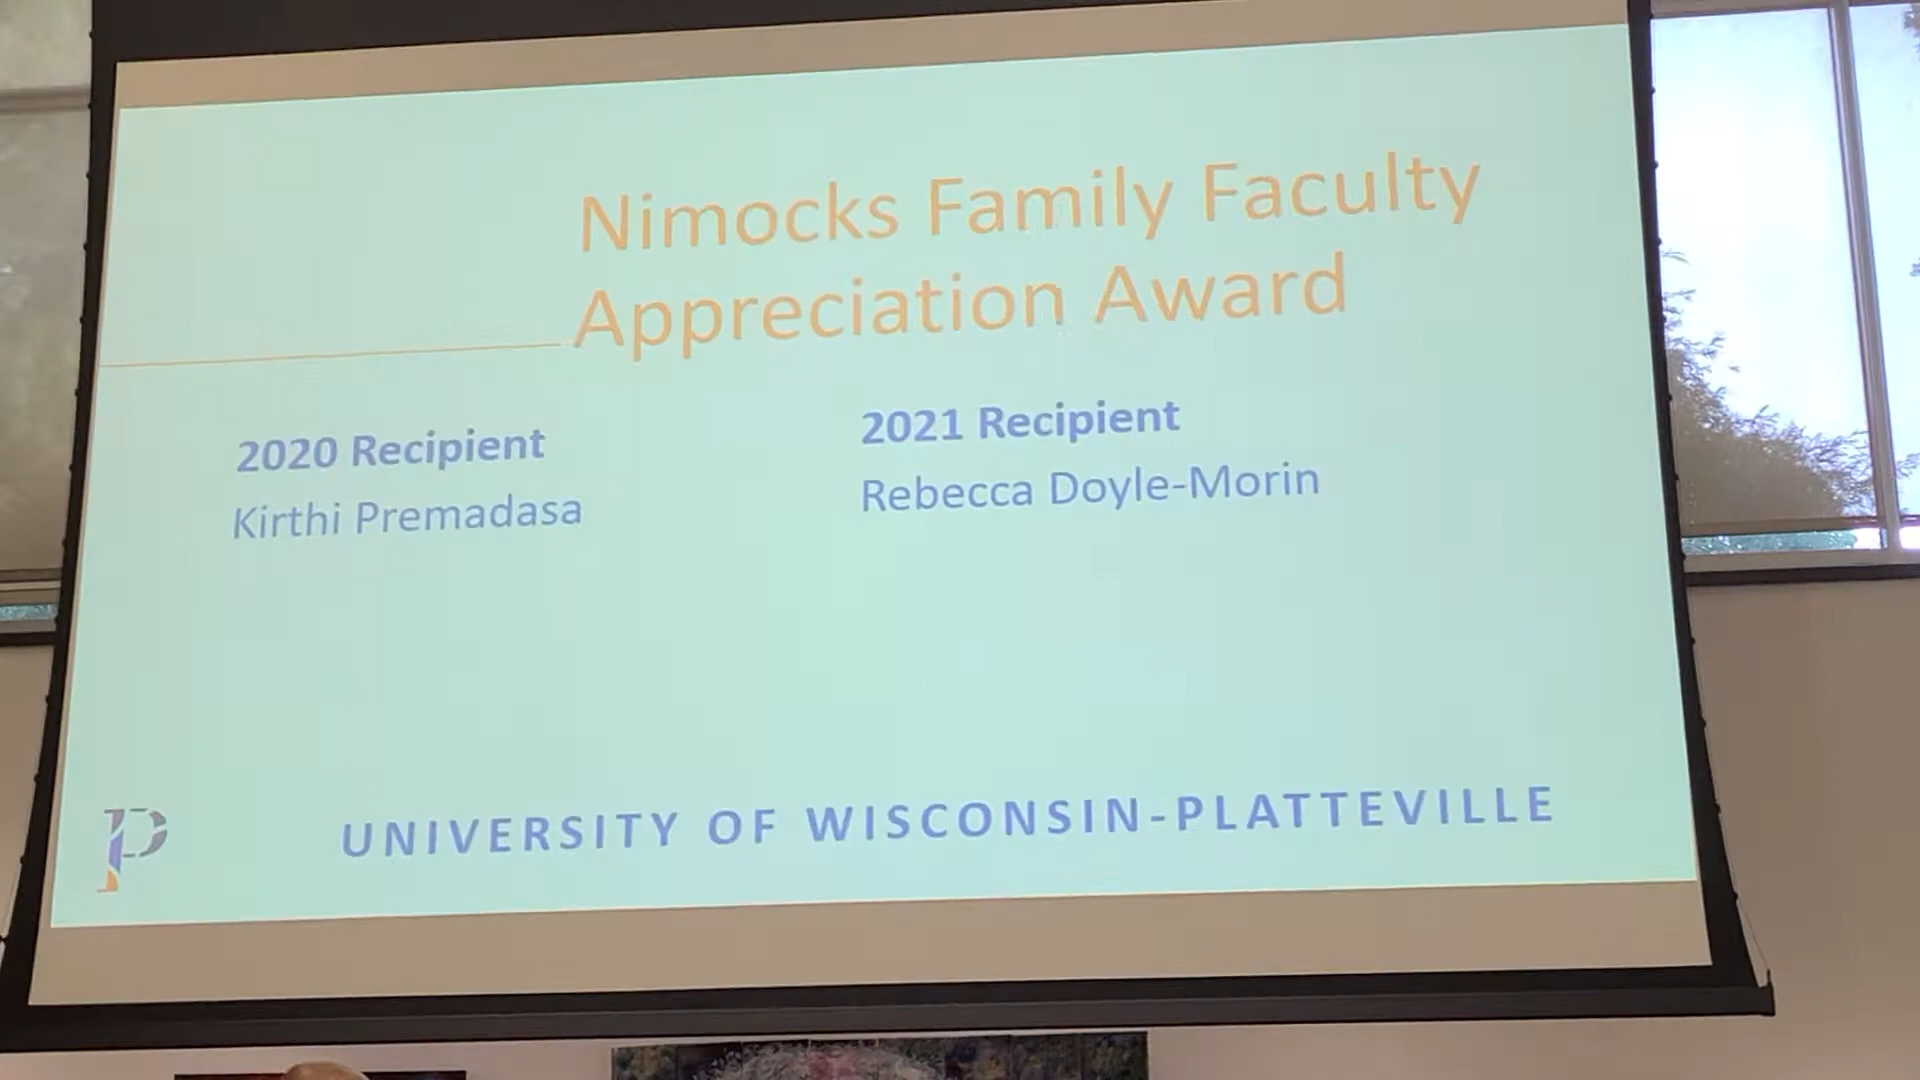 Nimocks Family Faculty
Appreciation Award
2020 Recipient
Kirthi Premadasa
2021 Recipient
Rebecca Doyle-Morin
P
UNIVERSITY OF WISCONSIN-PLATTEVILLE